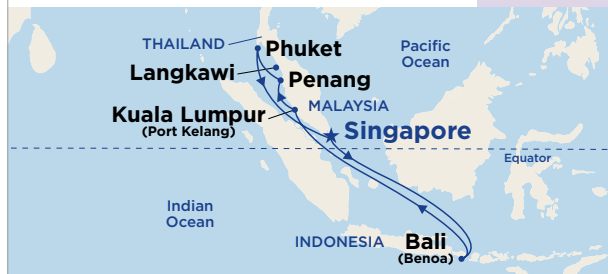 THAILAND
Phuket
Pacific
Ocean
Langkawi
Penang
MALAYSIA
Kuala Lumpur
(Port Kelang)
Singapore
Equator
Indian
Ocean
INDONESIA
Bali
(Benoa)